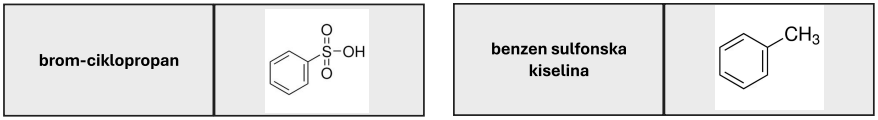 brom-ciklopropan
O
S
OH
O
benzen sulfonska
kiselina
CH₃